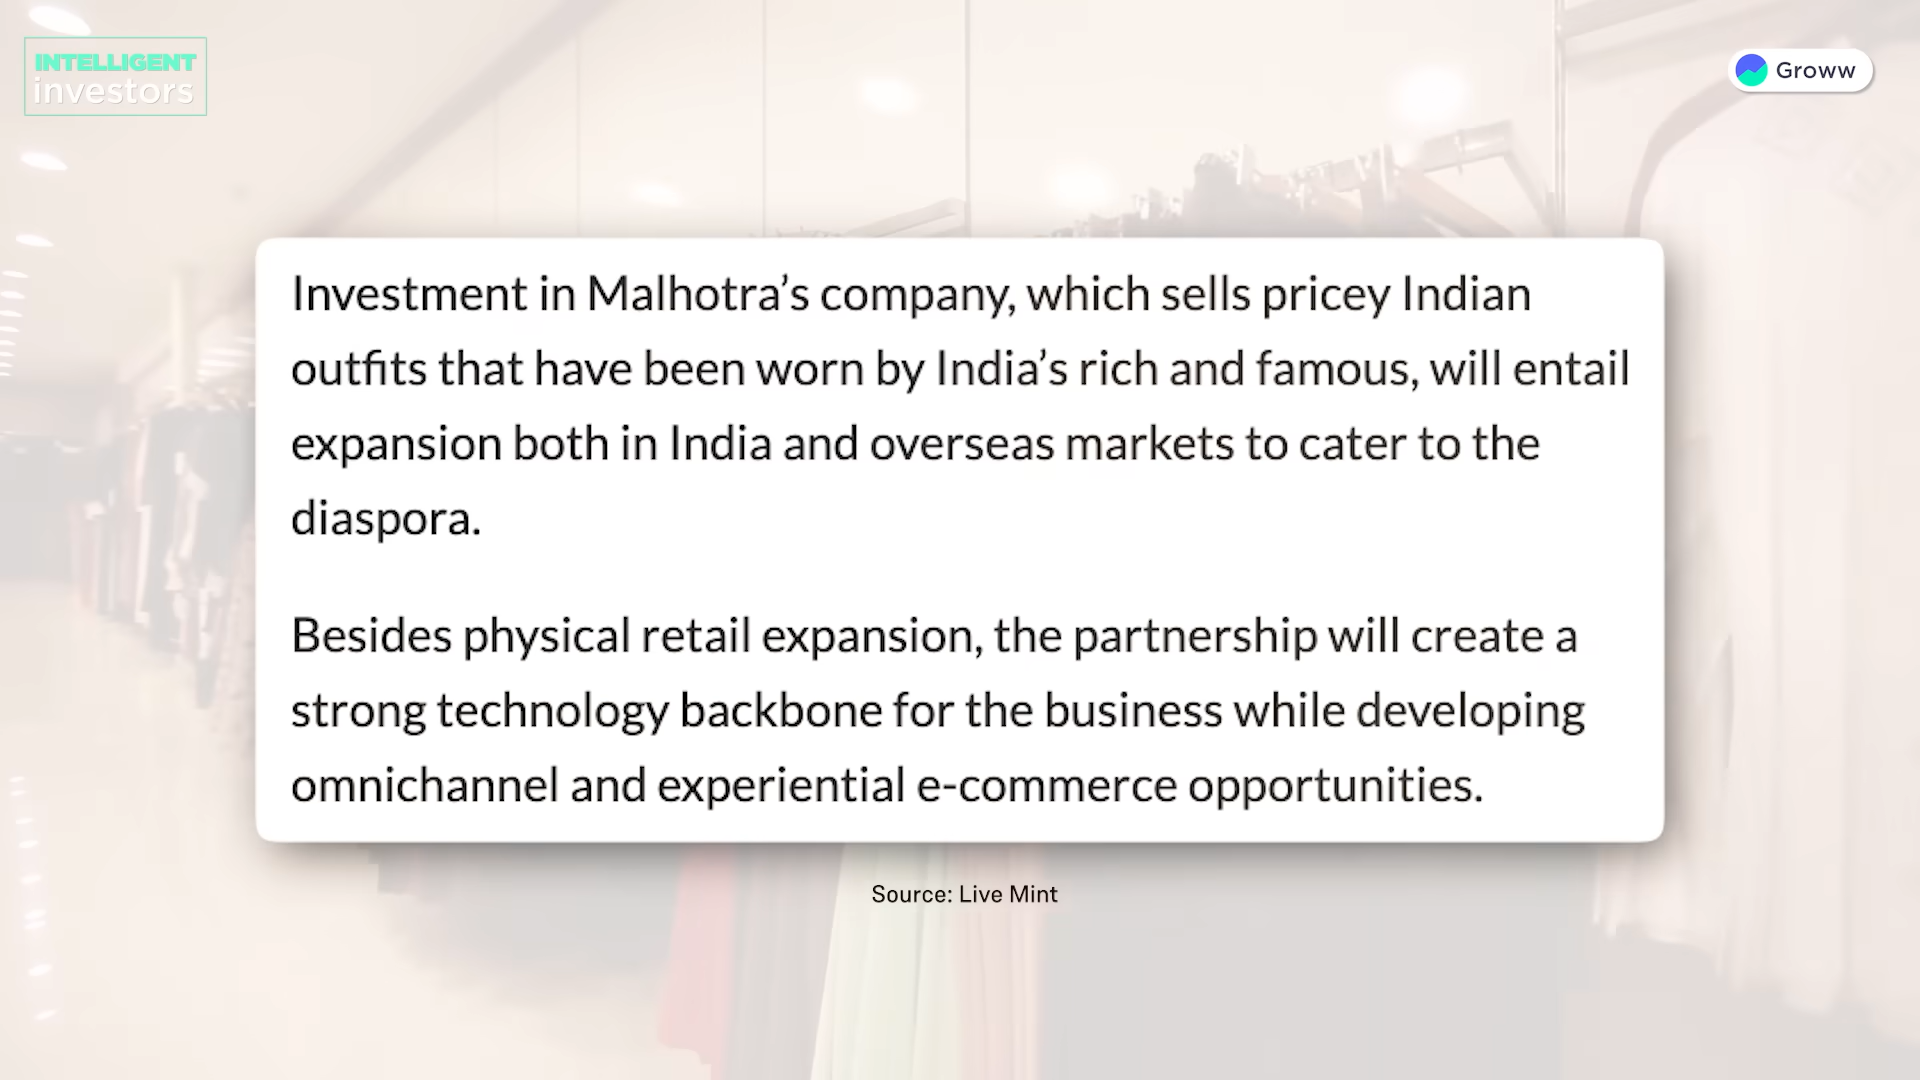 INTELLIGENT
investors
Groww
Investment in Malhotra’s company, which sells pricey Indian
outfits that have been worn by India’s rich and famous, will entail
expansion both in India and overseas markets to cater to the
diaspora.
Besides physical retail expansion, the partnership will create a
strong technology backbone for the business while developing
omnichannel and experiential e-commerce opportunities.
Source: Live Mint